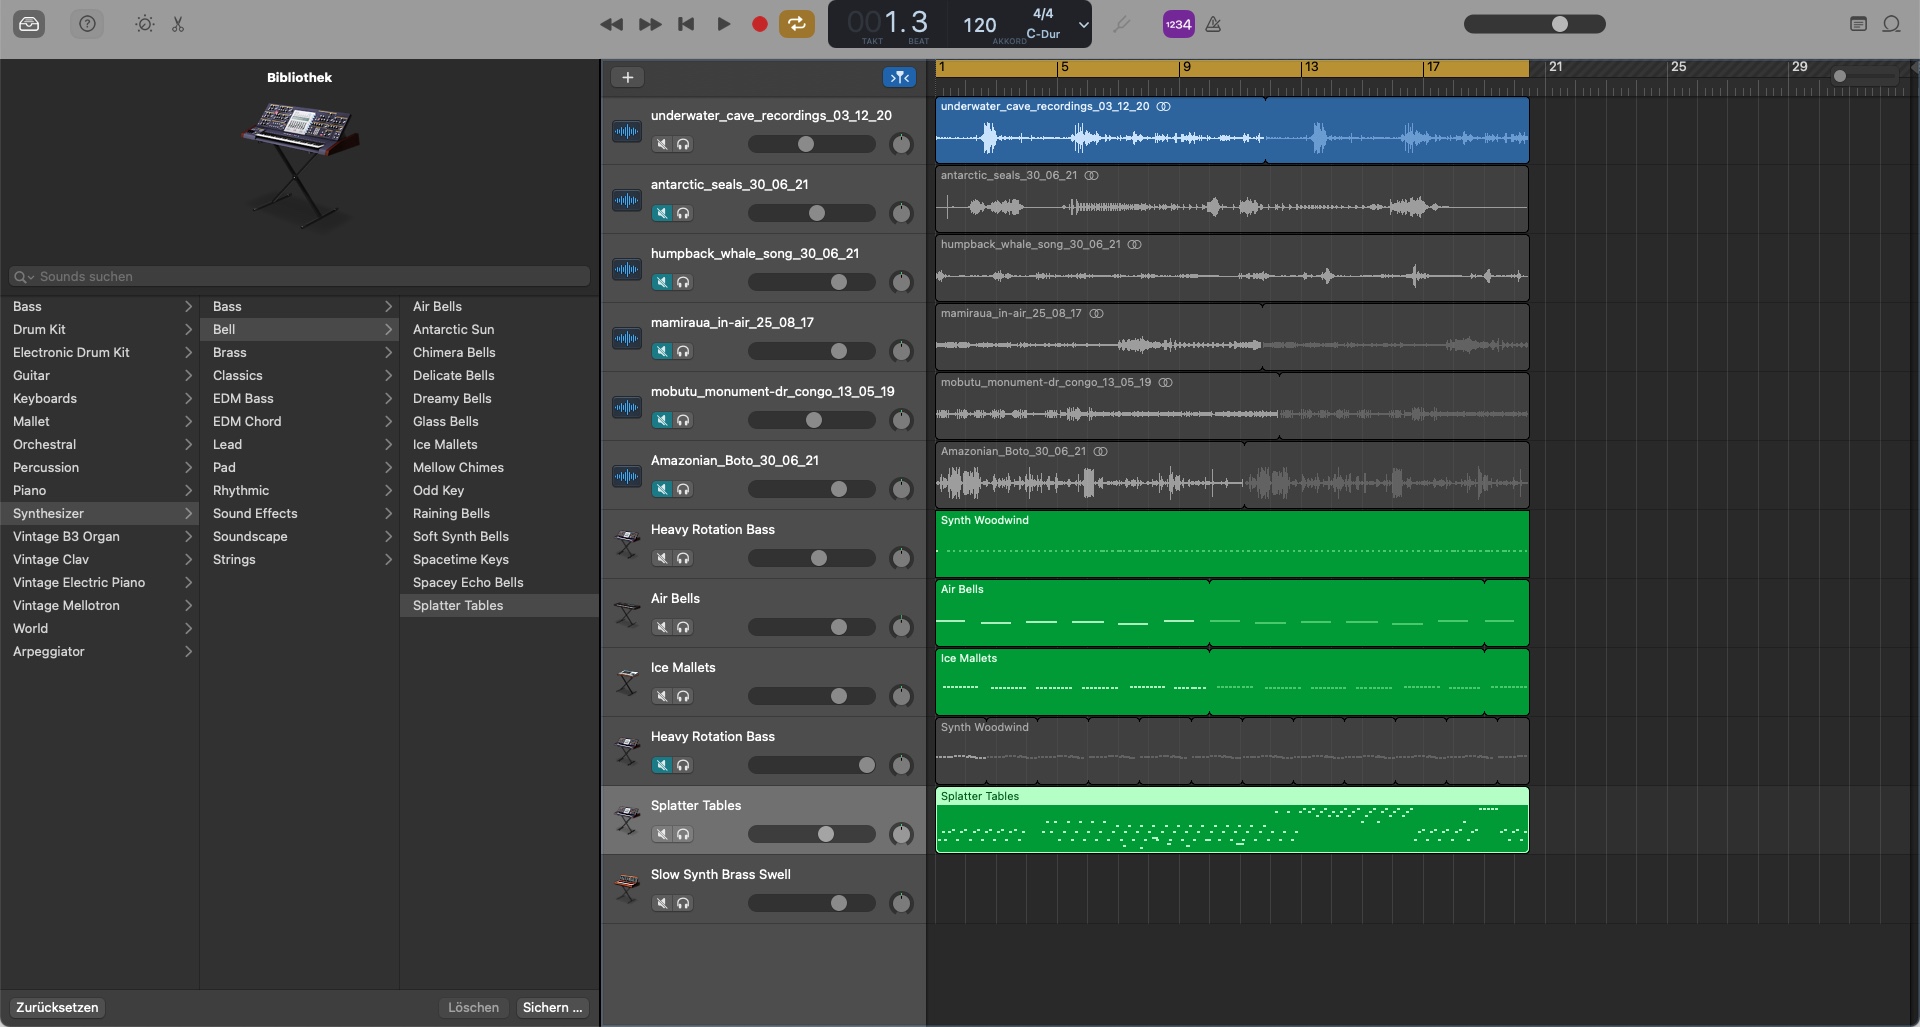 001.3
TAKT
BEAT
120
AKKORD
4/4
C-Dur
1234
Bibliothek
Sounds suchen
Bass
Drum Kit
Electronic Drum Kit
Guitar
Keyboards
Mallet
Orchestral
Percussion
Piano
Synthesizer
Vintage B3 Organ
Vintage Clav
Vintage Electric Piano
Vintage Mellotron
World
Arpeggiator
Bass
Bell
Brass
Classics
EDM Bass
EDM Chord
Lead
Pad
Rhythmic
Sound Effects
Soundscape
Strings
Air Bells
Antarctic Sun
Chimera Bells
Delicate Bells
Dreamy Bells
Glass Bells
Ice Mallets
Mellow Chimes
Odd Key
Raining Bells
Soft Synth Bells
Spacetime Keys
Spacey Echo Bells
Splatter Tables
Zurücksetzen
Löschen
Sichern ...
1 5 9 13 17 21 25 29
underwater_cave_recordings_03_12_20
underwater_cave_recordings_03_12_20
antarctic_seals_30_06_21
antarctic_seals_30_06_21
humpback_whale_song_30_06_21
humpback_whale_song_30_06_21
mamiraua_in-air_25_08_17
mamiraua_in-air_25_08_17
mobutu_monument-dr_congo_13_05_19
mobutu_monument-dr_congo_13_05_19
Amazonian_Boto_30_06_21
Amazonian_Boto_30_06_21
Heavy Rotation Bass
Synth Woodwind
Air Bells
Air Bells
Ice Mallets
Ice Mallets
Heavy Rotation Bass
Synth Woodwind
Splatter Tables
Splatter Tables
Slow Synth Brass Swell